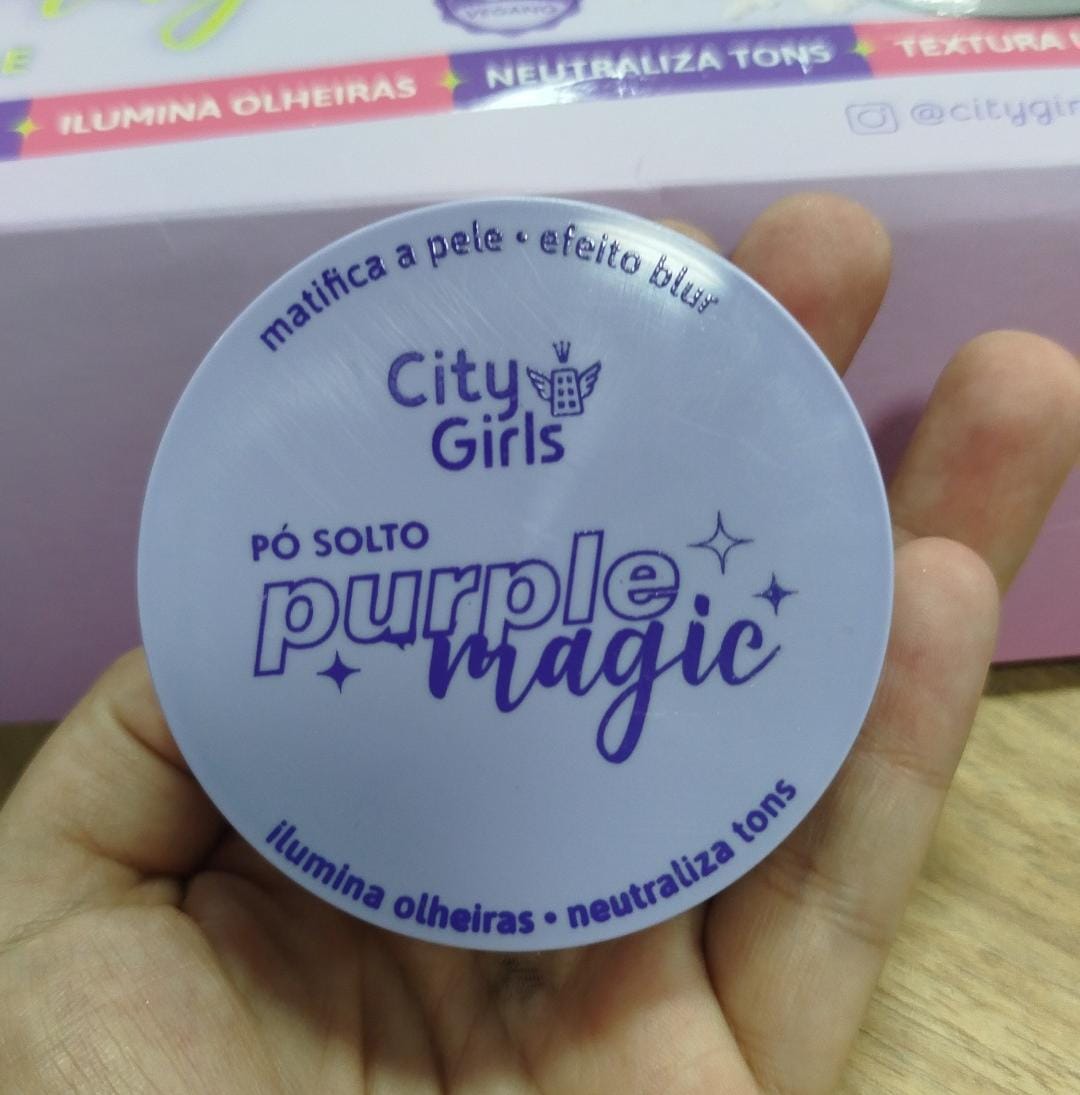 VEGANO
ILUMINA OLHEIRAS NEUTRALIZA TONS TEXTURA
matifica a pele • efeito blur
City
Girls
PÓ SOLTO
purple
magic
ilumina olheiras • neutraliza tons